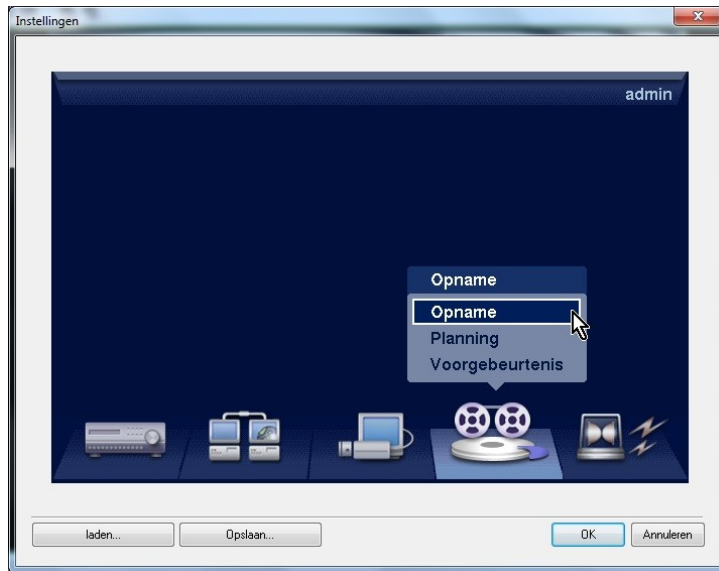 Instellingen
admin
Opname
Opname
Planning
Voorgebeurtenis
laden...
Opslaan...
OK
Annuleren